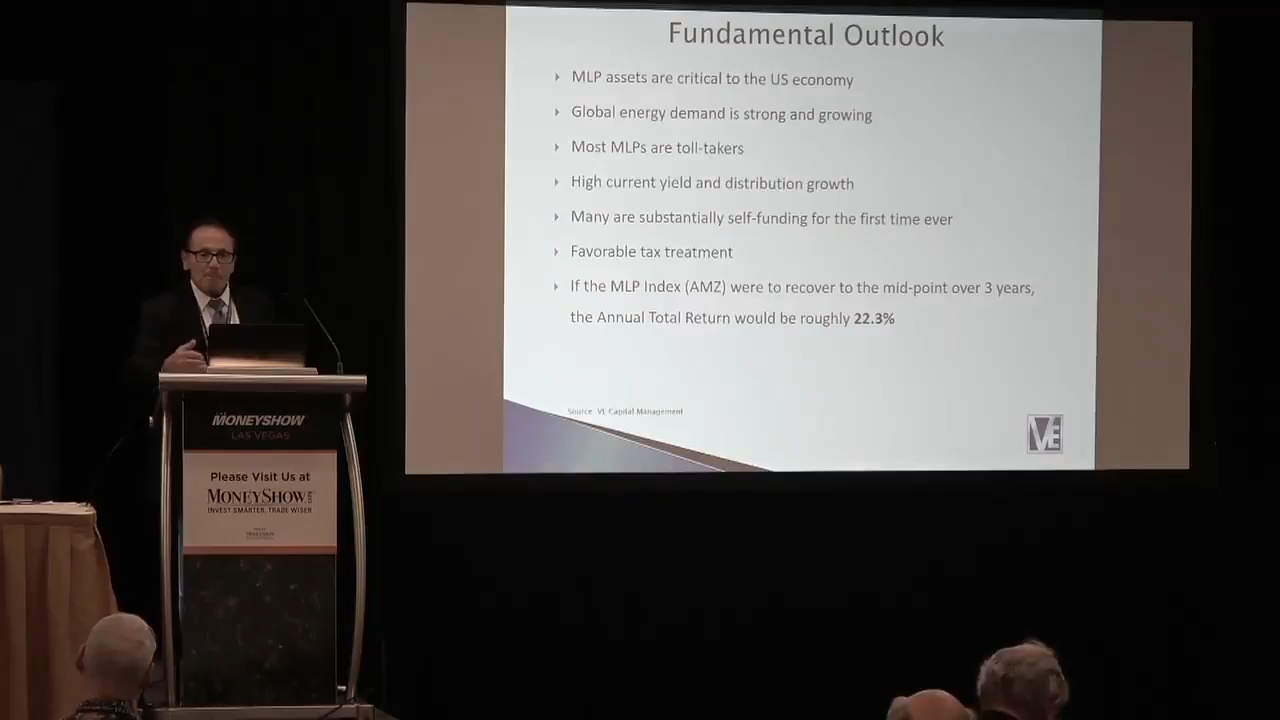 Fundamental Outlook
MLP assets are critical to the US economy
Global energy demand is strong and growing
Most MLPs are toll-takers
High current yield and distribution growth
Many are substantially self-funding for the first time ever
Favorable tax treatment
If the MLP Index (AMZ) were to recover to the mid-point over 3 years,
the Annual Total Return would be roughly 22.3%
Source VE Capital Management
VE
MONEYSHOW
LAS VEGAS
Please Visit Us at
MONEYSHOW
INVEST SMARTER, TRADE WISER